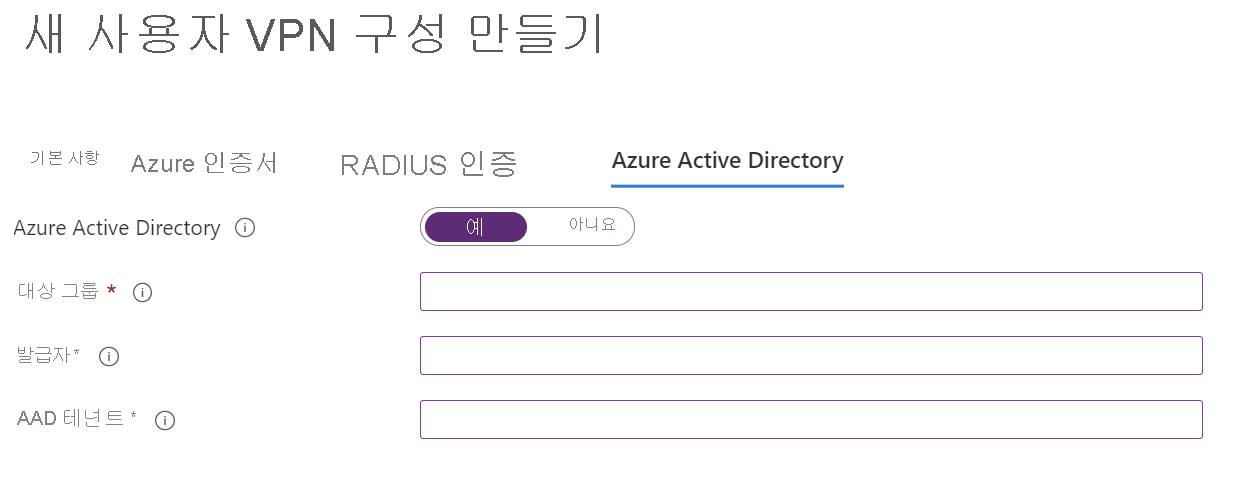 새 사용자 VPN 구성 만들기
기본 사항 Azure 인증서 RADIUS 인증 Azure Active Directory
Azure Active Directory 예 아니요
대상 그룹 *
발급자*
AAD 테넌트 *